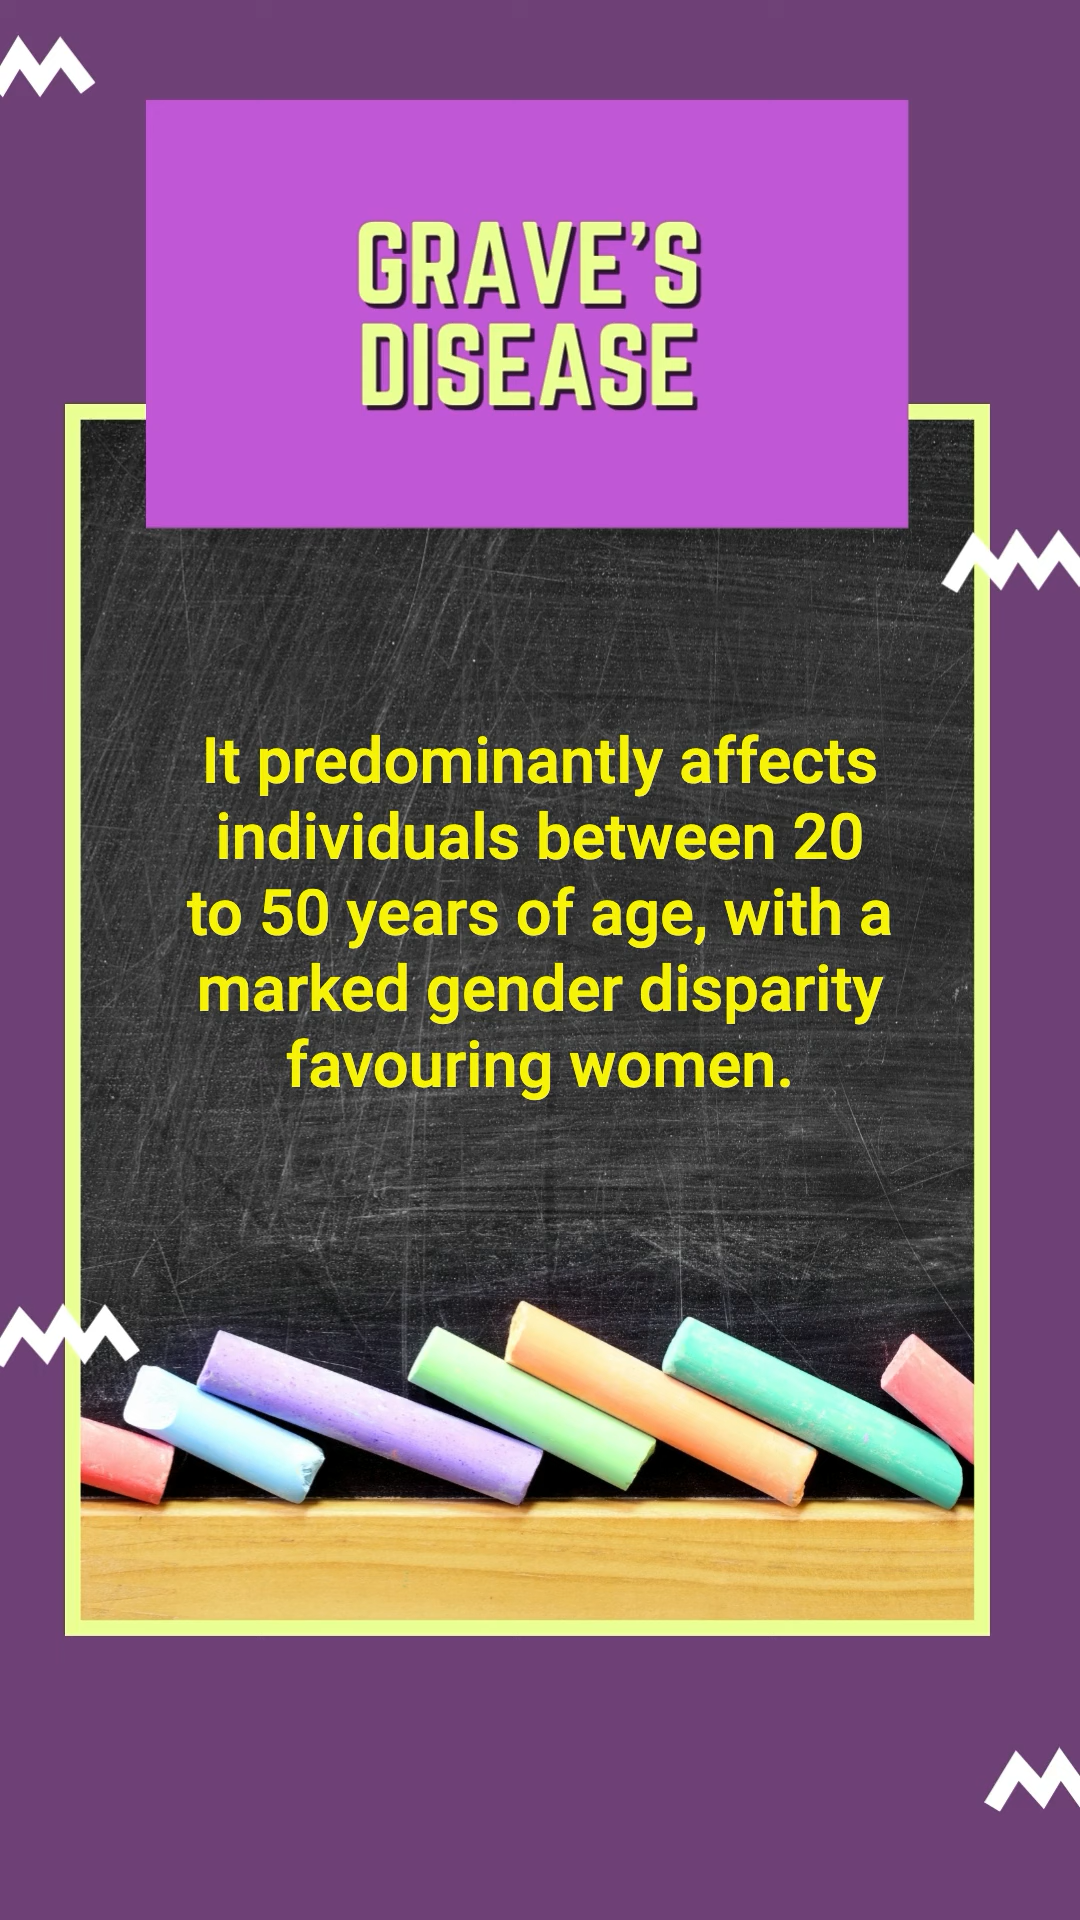 GRAVE'S
DISEASE
It predominantly affects
individuals between 20
to 50 years of age, with a
marked gender disparity
favouring women.